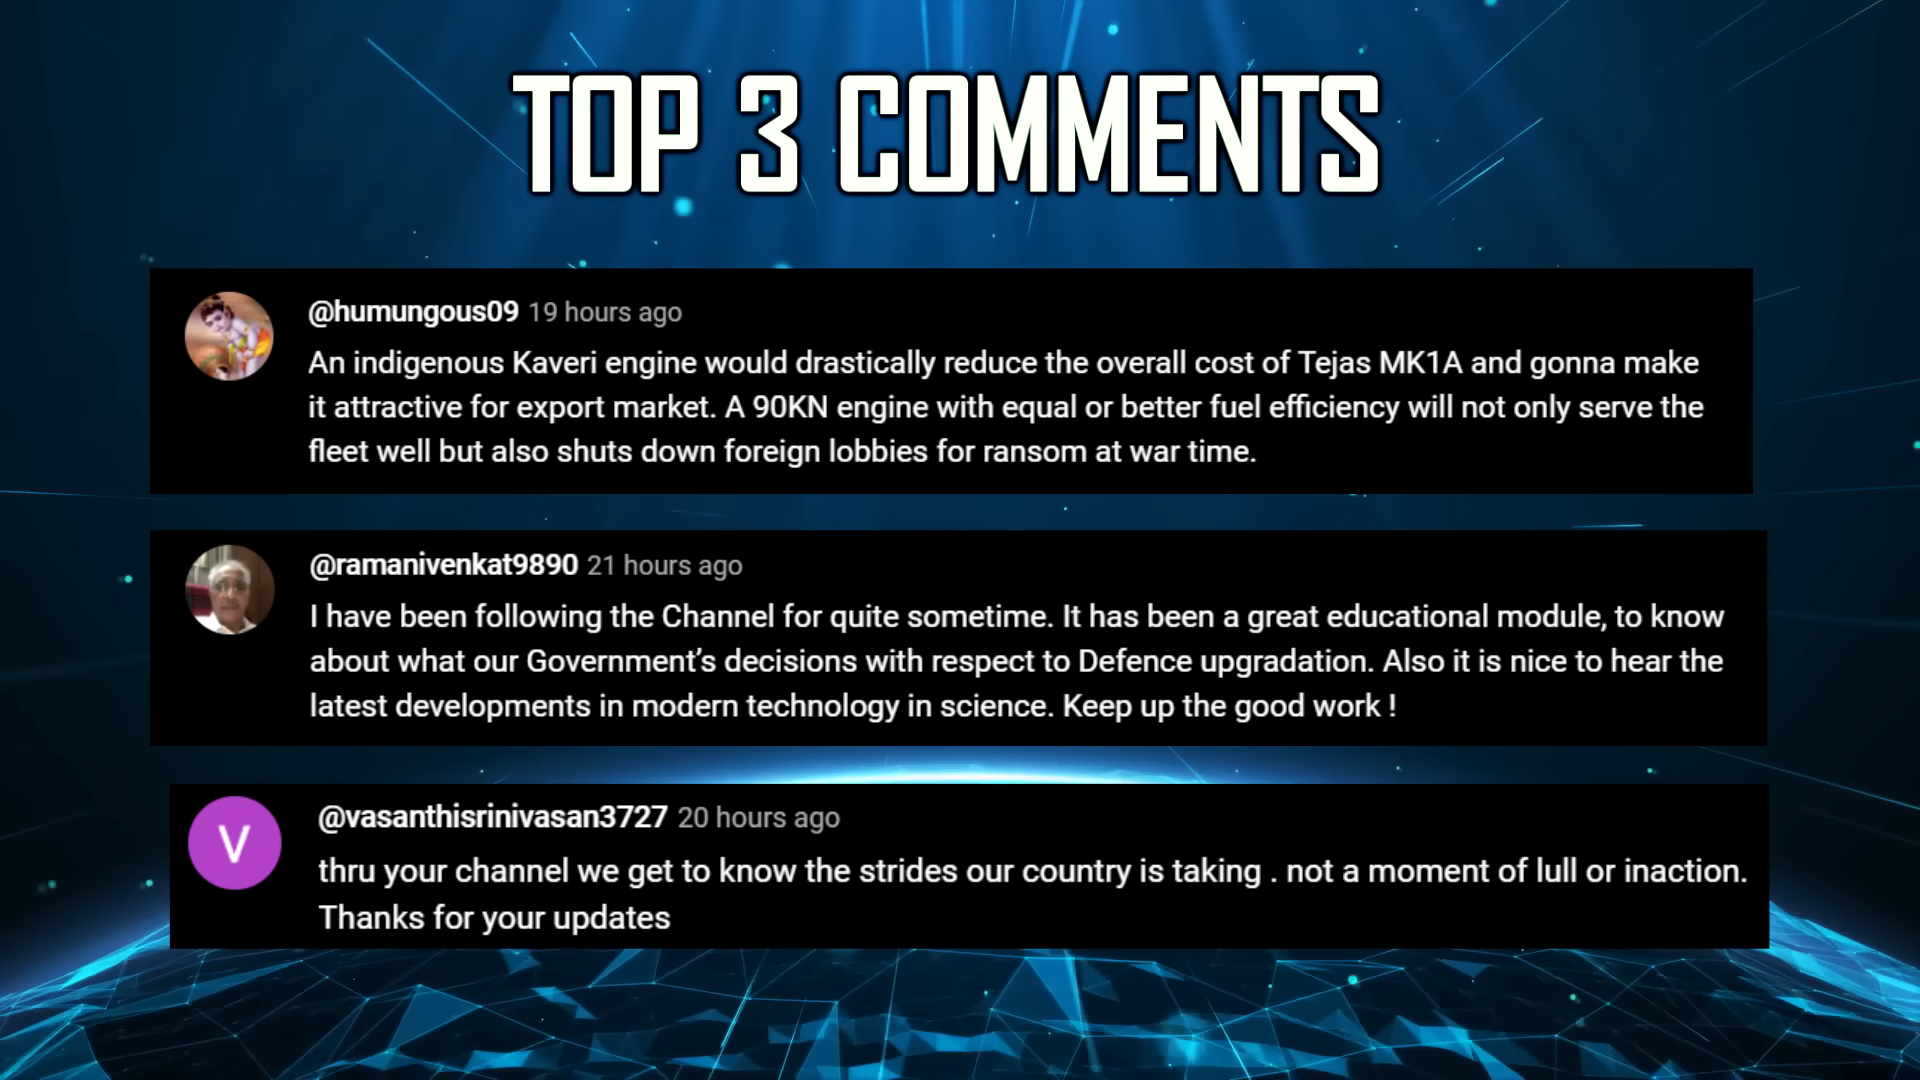 TOP 3 COMMENTS
@humungous09 19 hours ago
An indigenous Kaveri engine would drastically reduce the overall cost of Tejas MK1A and gonna make
it attractive for export market. A 90KN engine with equal or better fuel efficiency will not only serve the
fleet well but also shuts down foreign lobbies for ransom at war time.
@ramanivenkat9890 21 hours ago
I have been following the Channel for quite sometime. It has been a great educational module, to know
about what our Government’s decisions with respect to Defence upgradation. Also it is nice to hear the
latest developments in modern technology in science. Keep up the good work !
V
@vasanthisrinivasan3727 20 hours ago
thru your channel we get to know the strides our country is taking . not a moment of lull or inaction.
Thanks for your updates